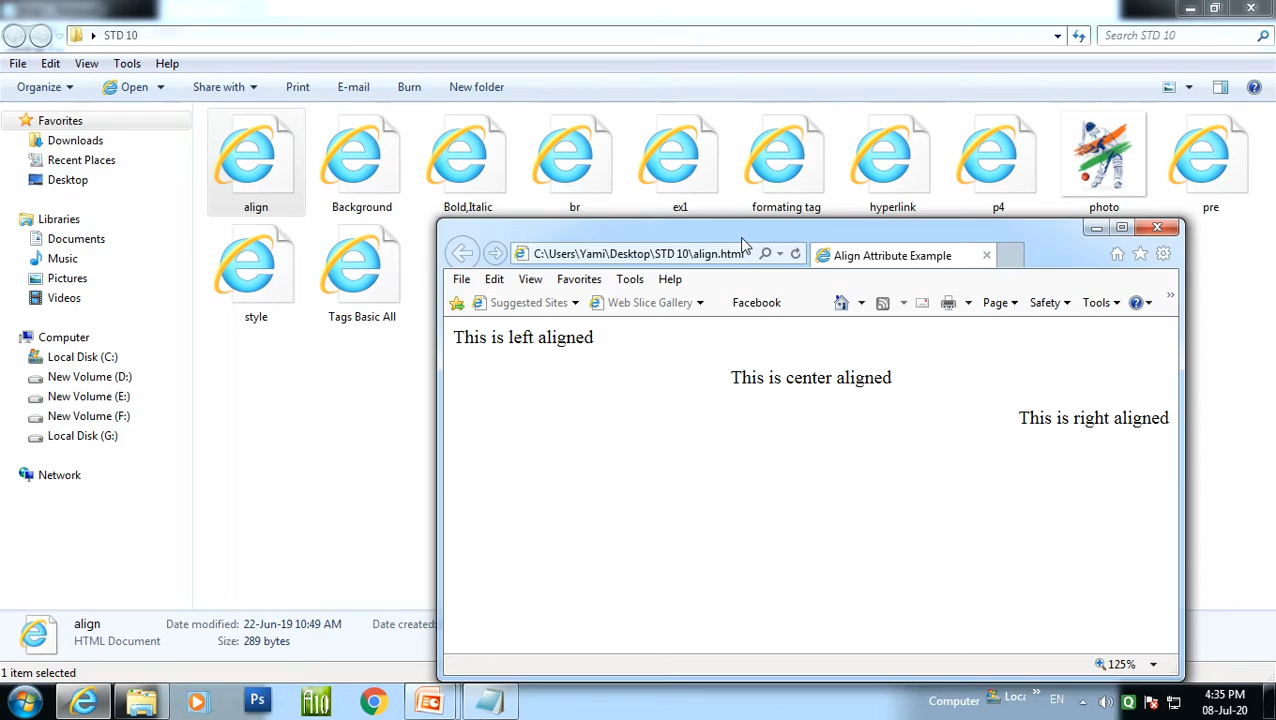 STD 10
Search STD 10
File Edit View Tools Help
Organize Open Share with Print E-mail Burn New folder
Favorites
Downloads
Recent Places
Desktop
Libraries
Documents
Music
Pictures
Videos
Computer
Local Disk (C:)
New Volume (D:)
New Volume (E:)
New Volume (F:)
Local Disk (G:)
Network
align Background Bold,Italic br ex1 formating tag hyperlink p4 photo pre
style Tags Basic All
C:\Users\Yami\Desktop\STD 10\align.html
Align Attribute Example
File Edit View Favorites Tools Help
Suggested Sites Web Slice Gallery Facebook Page Safety Tools
This is left aligned
This is center aligned
This is right aligned
125%
align Date modified: 22-Jun-19 10:49 AM Date created:
HTML Document Size: 289 bytes
1 item selected
Ps
Computer Loca EN
4:35 PM
08-Jul-20